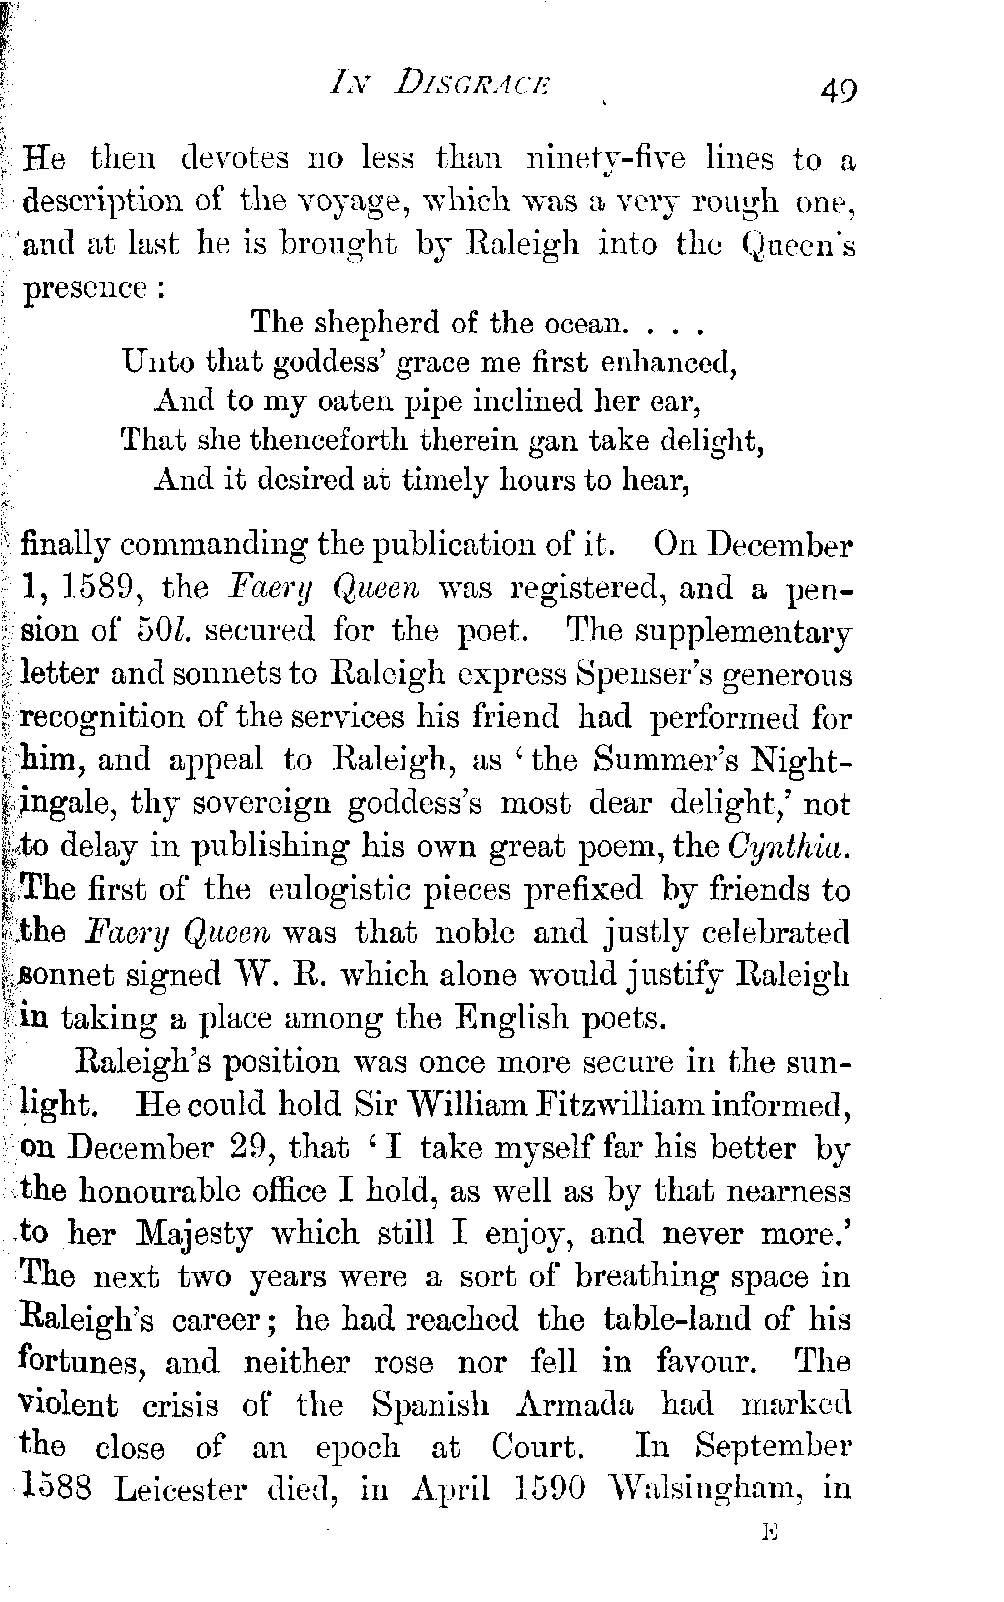 IN DISGRACE 49
He then devotes no less than ninety-five lines to a
description of the voyage, which was a very rough one,
and at last he is brought by Raleigh into the Queen's
presence :
The shepherd of the ocean. . . .
Unto that goddess' grace me first enhanced,
And to my oaten pipe inclined her ear,
That she thenceforth therein gan take delight,
And it desired at timely hours to hear,
finally commanding the publication of it. On December
1, 1589, the Faery Queen was registered, and a pen-
sion of 50l. secured for the poet. The supplementary
letter and sonnets to Raleigh express Spenser's generous
recognition of the services his friend had performed for
him, and appeal to Raleigh, as ‘the Summer's Night-
ingale, thy sovereign goddess's most dear delight,’ not
to delay in publishing his own great poem, the Cynthia.
The first of the eulogistic pieces prefixed by friends to
the Faery Queen was that noble and justly celebrated
sonnet signed W. R. which alone would justify Raleigh
in taking a place among the English poets.
Raleigh's position was once more secure in the sun-
light. He could hold Sir William Fitzwilliam informed,
on December 29, that ‘I take myself far his better by
the honourable office I hold, as well as by that nearness
to her Majesty which still I enjoy, and never more.’
The next two years were a sort of breathing space in
Raleigh's career; he had reached the table-land of his
fortunes, and neither rose nor fell in favour. The
violent crisis of the Spanish Armada had marked
the close of an epoch at Court. In September
1588 Leicester died, in April 1590 Walsingham, in
E